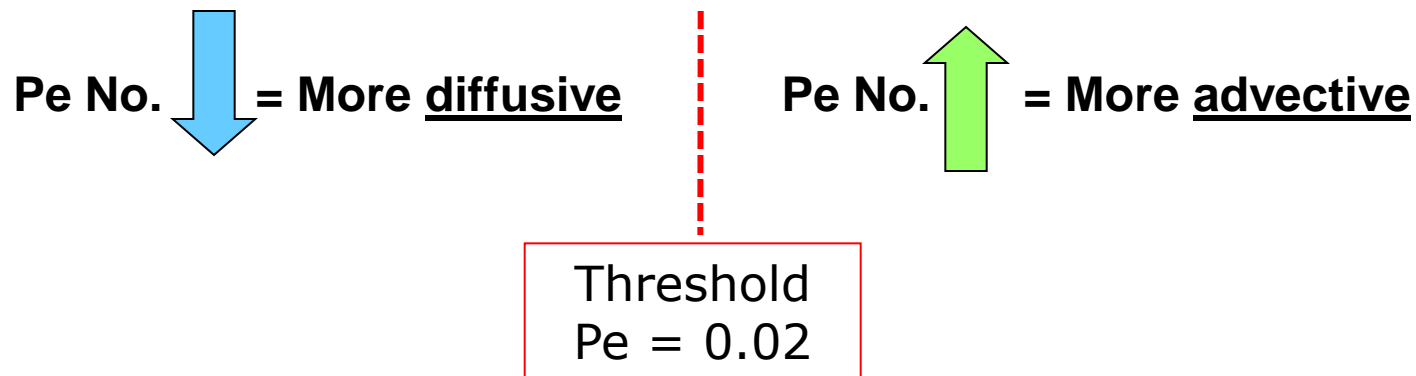 Pe No. = More diffusive
Pe No. = More advective
Threshold
Pe = 0.02